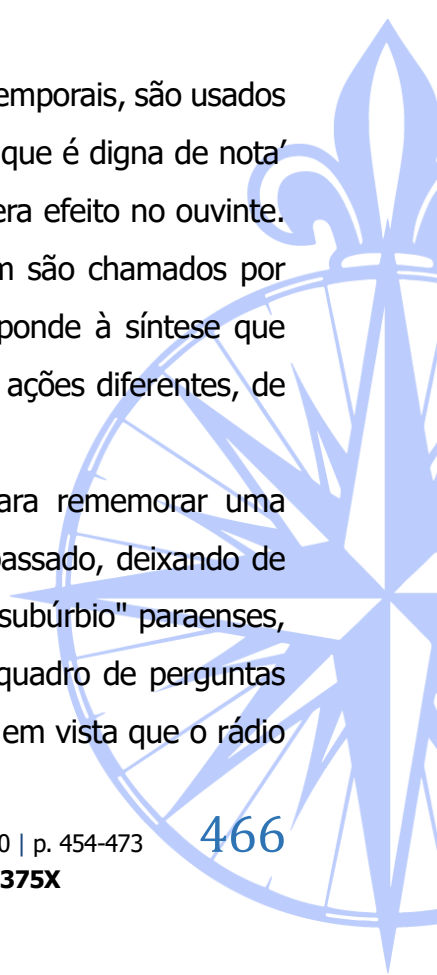 emporais, são usados
que é digna de nota’
era efeito no ouvinte.
m são chamados por
ponde à síntese que
ações diferentes, de
ara rememorar uma
passado, deixando de
subúrbio" paraenses,
quadro de perguntas
em vista que o rádio
0 | p. 454-473 466
375X